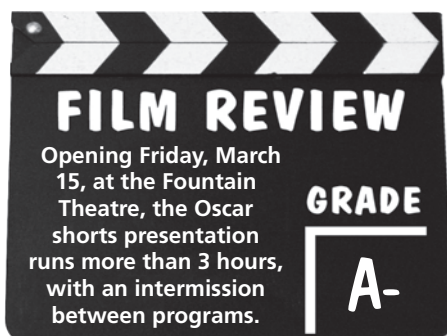 FILM REVIEW
Opening Friday, March
15, at the Fountain
Theatre, the Oscar
shorts presentation
runs more than 3 hours,
with an intermission
between programs.
GRADE
A-